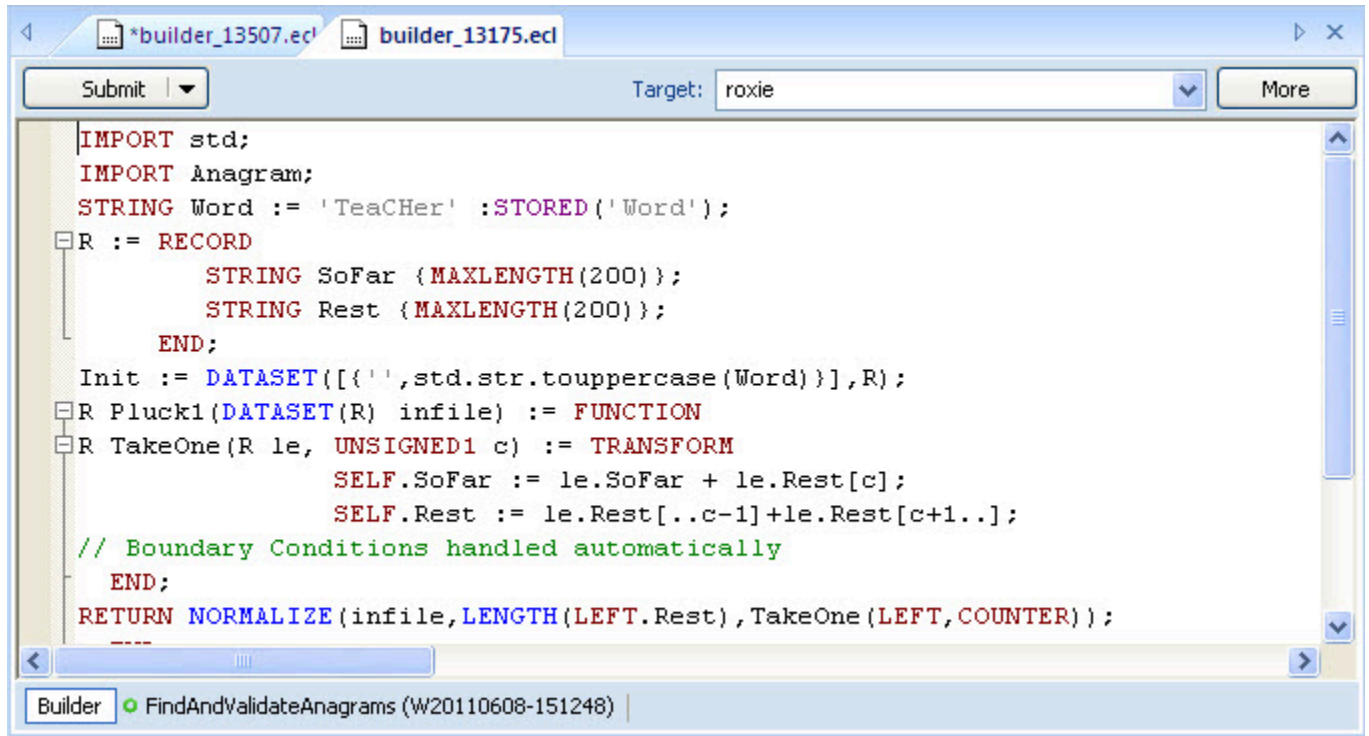 *builder_13507.ecl builder_13175.ecl
Submit Target: roxie More
IMPORT std;
IMPORT Anagram;
STRING Word := 'TeaCHer' :STORED('Word');
R := RECORD
STRING SoFar {MAXLENGTH(200)};
STRING Rest {MAXLENGTH(200)};
END;
Init := DATASET([{'',std.str.touppercase(Word)}],R);
R Pluck1(DATASET(R) infile) := FUNCTION
R TakeOne(R le, UNSIGNED1 c) := TRANSFORM
SELF.SoFar := le.SoFar + le.Rest[c];
SELF.Rest := le.Rest[..c-1]+le.Rest[c+1..];
// Boundary Conditions handled automatically
END;
RETURN NORMALIZE(infile,LENGTH(LEFT.Rest),TakeOne(LEFT,COUNTER));
Builder FindAndValidateAnagrams (W20110608-151248)